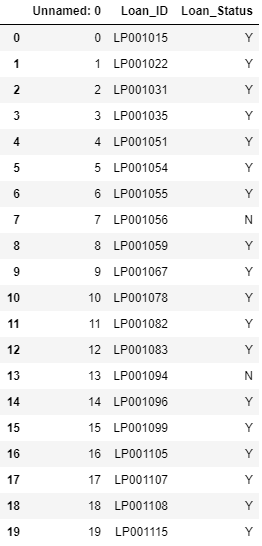 Unnamed: 0 Loan_ID Loan_Status
0 0 LP001015 Y
1 1 LP001022 Y
2 2 LP001031 Y
3 3 LP001035 Y
4 4 LP001051 Y
5 5 LP001054 Y
6 6 LP001055 Y
7 7 LP001056 N
8 8 LP001059 Y
9 9 LP001067 Y
10 10 LP001078 Y
11 11 LP001082 Y
12 12 LP001083 Y
13 13 LP001094 N
14 14 LP001096 Y
15 15 LP001099 Y
16 16 LP001105 Y
17 17 LP001107 Y
18 18 LP001108 Y
19 19 LP001115 Y